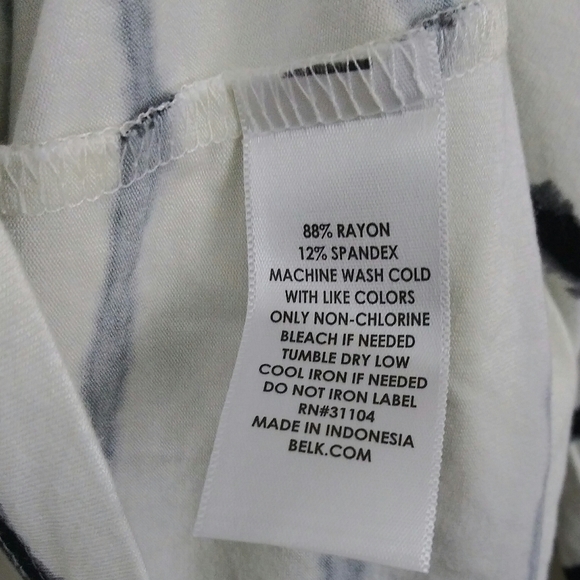 88% RAYON
12% SPANDEX
MACHINE WASH COLD
WITH LIKE COLORS
ONLY NON-CHLORINE
BLEACH IF NEEDED
TUMBLE DRY LOW
COOL IRON IF NEEDED
DO NOT IRON LABEL
RN#31104
MADE IN INDONESIA
BELK.COM